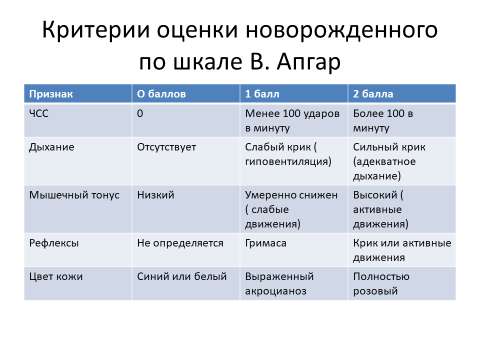 Критерии оценки новорожденного
по шкале В. Апгар
Признак О баллов 1 балл 2 балла
ЧСС 0 Менее 100 ударов в минуту Более 100 в минуту
Дыхание Отсутствует Слабый крик ( гиповентиляция) Сильный крик (адекватное дыхание)
Мышечный тонус Низкий Умеренно снижен ( слабые движения) Высокий ( активные движения)
Рефлексы Не определяется Гримаса Крик или активные движения
Цвет кожи Синий или белый Выраженный акроцианоз Полностью розовый